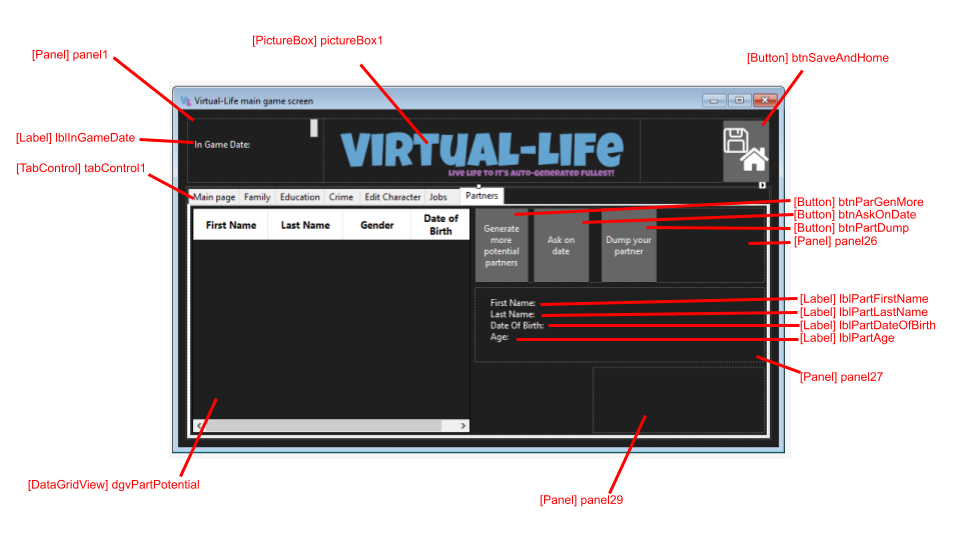 [PictureBox] pictureBox1
[Panel] panel1
[Button] btnSaveAndHome
VL Virtual-Life main game screen
[Label] lblInGameDate
In Game Date:
VIRTUAL-LIFE
LIVE LIFE TO IT'S AUTO-GENERATED FULLEST!
[TabControl] tabControl1
Main page Family Education Crime Edit Character Jobs Partners
First Name Last Name Gender Date of Birth
Generate more potential partners
Ask on date
Dump your partner
[Button] btnParGenMore
[Button] btnAskOnDate
[Button] btnPartDump
[Panel] panel26
First Name:
Last Name:
Date Of Birth:
Age:
[Label] lblPartFirstName
[Label] lblPartLastName
[Label] lblPartDateOfBirth
[Label] lblPartAge
[Panel] panel27
[DataGridView] dgvPartPotential
[Panel] panel29